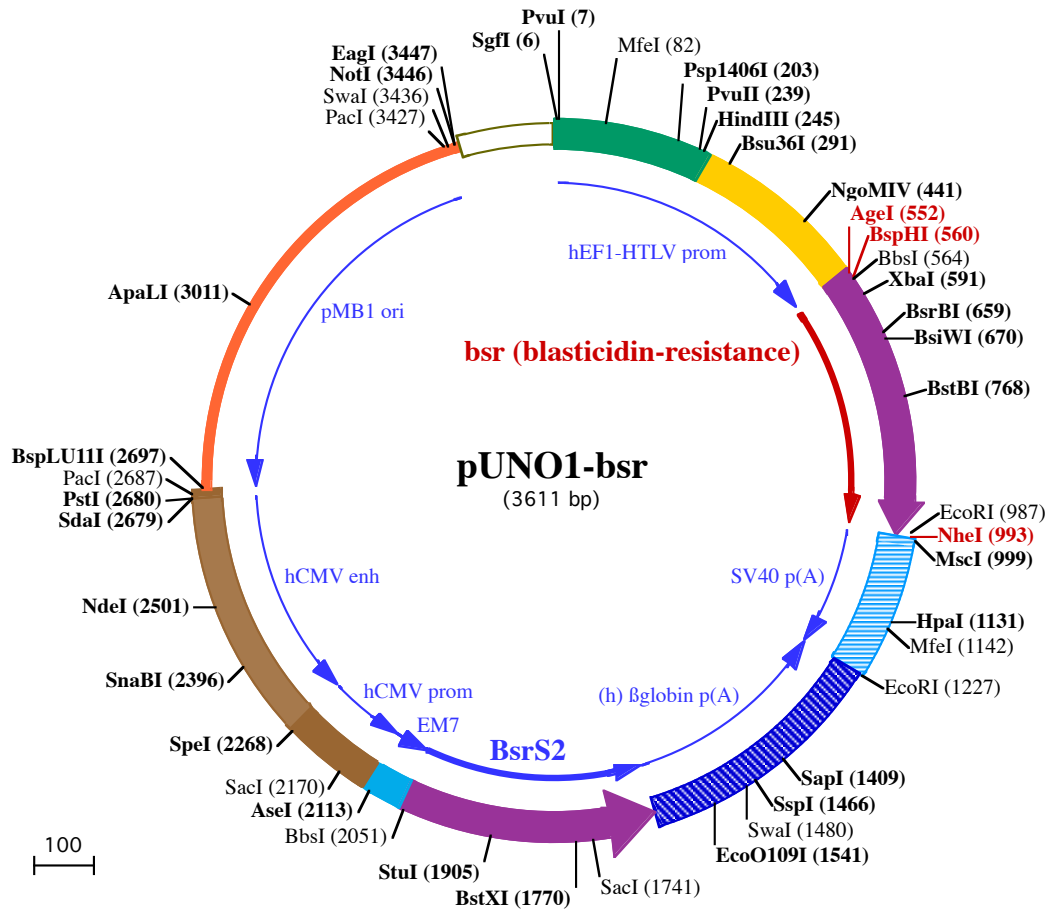 PvuI (7)
SgfI (6)
MfeI (82)
Psp1406I (203)
PvuII (239)
HindIII (245)
Bsu36I (291)
NgoMIV (441)
AgeI (552)
BspHI (560)
BbsI (564)
XbaI (591)
BsrBI (659)
BsiWI (670)
BstBI (768)
EcoRI (987)
NheI (993)
MscI (999)
HpaI (1131)
MfeI (1142)
EcoRI (1227)
SapI (1409)
SspI (1466)
SwaI (1480)
EcoO109I (1541)
SacI (1741)
BstXI (1770)
StuI (1905)
BbsI (2051)
AseI (2113)
SacI (2170)
SpeI (2268)
SnaBI (2396)
NdeI (2501)
SdaI (2679)
PstI (2680)
PacI (2687)
BspLU11I (2697)
ApaLI (3011)
PacI (3427)
SwaI (3436)
NotI (3446)
EagI (3447)
hEF1-HTLV prom
pMB1 ori
bsr (blasticidin-resistance)
pUNO1-bsr
(3611 bp)
SV40 p(A)
hCMV enh
hCMV prom
EM7
BsrS2
(h) ßglobin p(A)
100